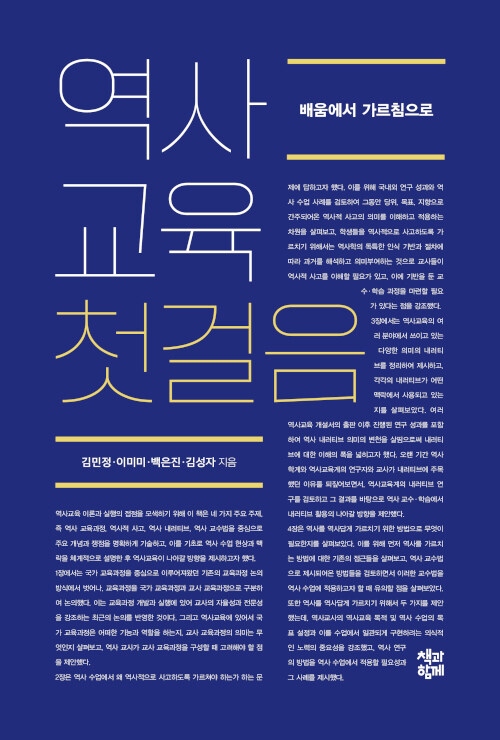 역사
교육
첫걸음
배움에서 가르침으로
김민정·이미미·백은진·김성자 지음
역사교육 이론과 실행의 접점을 모색하기 위해 이 책은 네 가지 주요 주제,
즉 역사 교육과정, 역사적 사고, 역사 내러티브, 역사 교수법을 중심으로
주요 개념과 쟁점을 명확하게 기술하고, 이를 기초로 역사 수업 현상과 맥
락을 체계적으로 설명한 후 역사교육이 나아갈 방향을 제시하고자 했다.
1장에서는 국가 교육과정을 중심으로 이루어져왔던 기존의 교육과정 논의
방식에서 벗어나, 교육과정을 국가 교육과정과 교사 교육과정으로 구분하
여 논의했다. 이는 교육과정 개발과 실행에 있어 교사의 자율성과 전문성
을 강조하는 최근의 논의를 반영한 것이다. 그리고 역사교육에 있어서 국
가 교육과정은 어떠한 기능과 역할을 하는지, 교사 교육과정의 의미는 무
엇인지 살펴보고, 역사 교사가 교사 교육과정을 구성할 때 고려해야 할 점
을 제안했다.
2장은 역사 수업에서 왜 역사적으로 사고하도록 가르쳐야 하는가 하는 문
제에 답하고자 했다. 이를 위해 국내외 연구 성과와 역
사 수업 사례를 검토하여 그동안 당위, 목표, 지향으로
간주되어온 역사적 사고의 의미를 이해하고 적용하는
차원을 살펴보고, 학생들을 역사적으로 사고하도록 가
르치기 위해서는 역사학의 독특한 인식 기반과 절차에
따라 과거를 해석하고 의미부여하는 것으로 교사들이
역사적 사고를 이해할 필요가 있고, 이에 기반을 둔 교
수·학습 과정을 마련할 필요
가 있다는 점을 강조했다.
3장에서는 역사교육의 여
러 분야에서 쓰이고 있는
다양한 의미의 내러티
브를 정리하여 제시하고,
각각의 내러티브가 어떤
맥락에서 사용되고 있는
지를 살펴보았다. 여러
역사교육 개설서의 출판 이후 진행된 연구 성과를 포함
하여 역사 내러티브 의미의 변천을 살핌으로써 내러티
브에 대한 이해의 폭을 넓히고자 했다. 오랜 기간 역사
학계와 역사교육계의 연구자와 교사가 내러티브에 주목
했던 이유를 되짚어보면서, 역사교육계의 내러티브 연
구를 검토하고 그 결과를 바탕으로 역사 교수·학습에서
내러티브 활용의 나아갈 방향을 제안했다.
4장은 역사를 역사답게 가르치기 위한 방법으로 무엇이
필요한지를 살펴보았다. 이를 위해 먼저 역사를 가르치
는 방법에 대한 기존의 접근들을 살펴보고, 역사 교수법
으로 제시되어온 방법들을 검토하면서 이러한 교수법을
역사 수업에 적용하고자 할 때 유의할 점을 살펴보았다.
또한 역사를 역사답게 가르치기 위해서 두 가지를 제안
했는데, 역사교사의 역사교육 목적 및 역사 수업의 목
표 설정과 이를 수업에서 일관되게 구현하려는 의식적
인 노력의 중요성을 강조했고, 역사 연구
의 방법을 역사 수업에서 적용할 필요성과
그 사례를 제시했다.
책과
함께